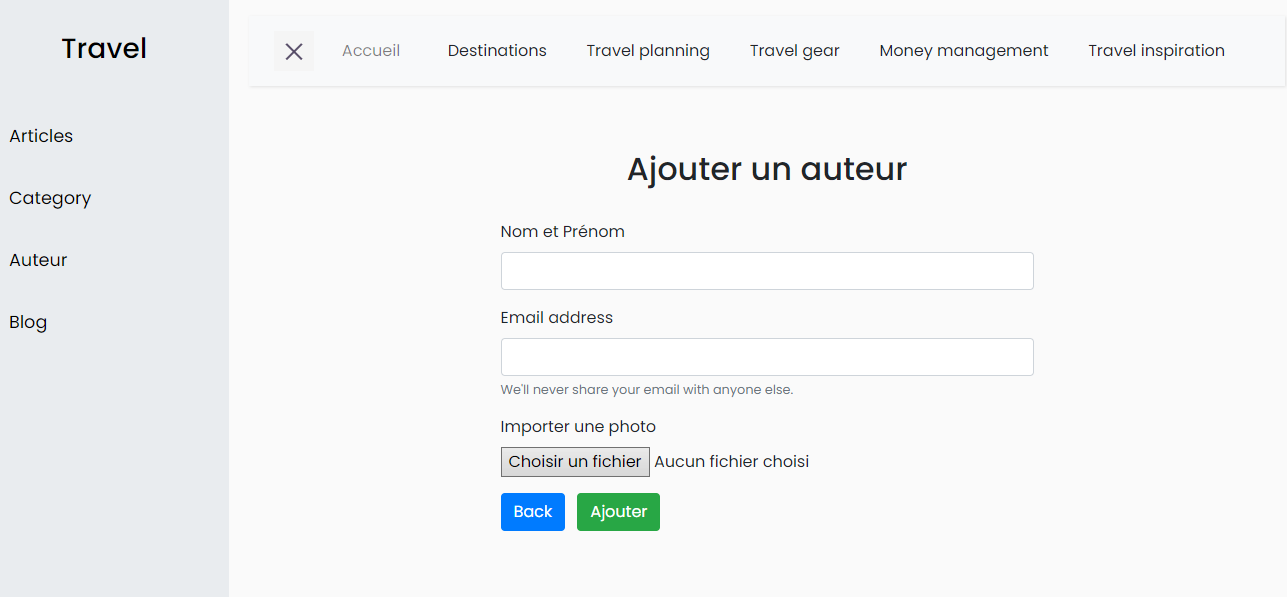 Travel
Articles
Category
Auteur
Blog
Accueil Destinations Travel planning Travel gear Money management Travel inspiration
Ajouter un auteur
Nom et Prénom
Email address
We'll never share your email with anyone else.
Importer une photo
Choisir un fichier Aucun fichier choisi
Back Ajouter